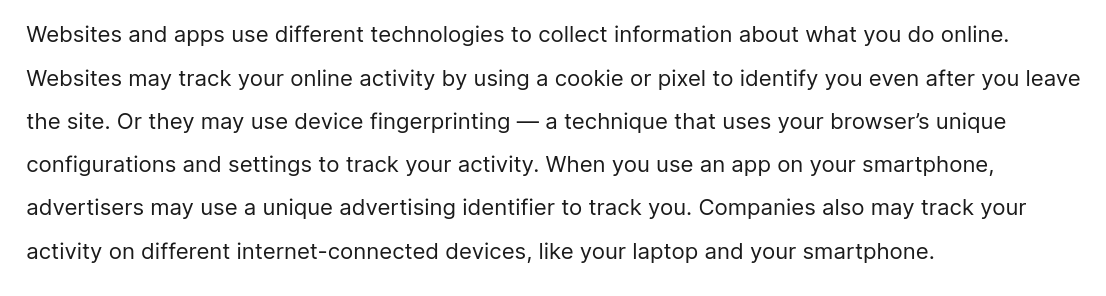 Websites and apps use different technologies to collect information about what you do online.
Websites may track your online activity by using a cookie or pixel to identify you even after you leave
the site. Or they may use device fingerprinting — a technique that uses your browser’s unique
configurations and settings to track your activity. When you use an app on your smartphone,
advertisers may use a unique advertising identifier to track you. Companies also may track your
activity on different internet-connected devices, like your laptop and your smartphone.